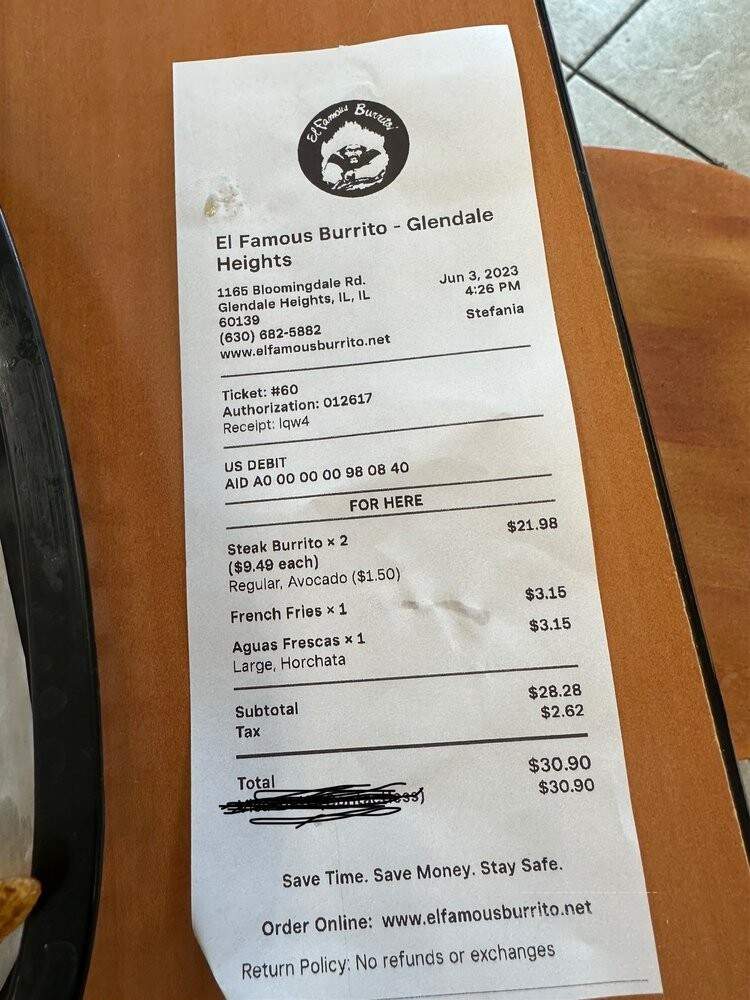 El Famous Burrito!
El Famous Burrito - Glendale
Heights
1165 Bloomingdale Rd.
Glendale Heights, IL, IL
60139
(630) 682-5882
www.elfamousburrito.net
Jun 3, 2023
4:26 PM
Stefania
Ticket: #60
Authorization: 012617
Receipt: lqw4
US DEBIT
AID A0 00 00 00 98 08 40
FOR HERE
Steak Burrito × 2 $21.98
($9.49 each)
Regular, Avocado ($1.50)
French Fries × 1 $3.15
Aguas Frescas × 1 $3.15
Large, Horchata
Subtotal $28.28
Tax $2.62
Total $30.90
$30.90
Save Time. Save Money. Stay Safe.
Order Online: www.elfamousburrito.net
Return Policy: No refunds or exchanges